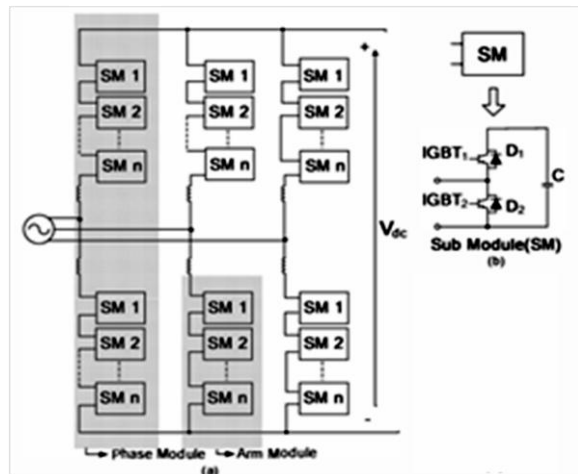 SM 1
SM 2
SM n
SM 1
SM 2
SM n
SM 1
SM 2
SM n
+
Vdc
-
SM 1
SM 2
SM n
SM 1
SM 2
SM n
SM 1
SM 2
SM n
Phase Module
Arm Module
(a)
SM
IGBT1
D1
C
IGBT2
D2
Sub Module(SM)
(b)